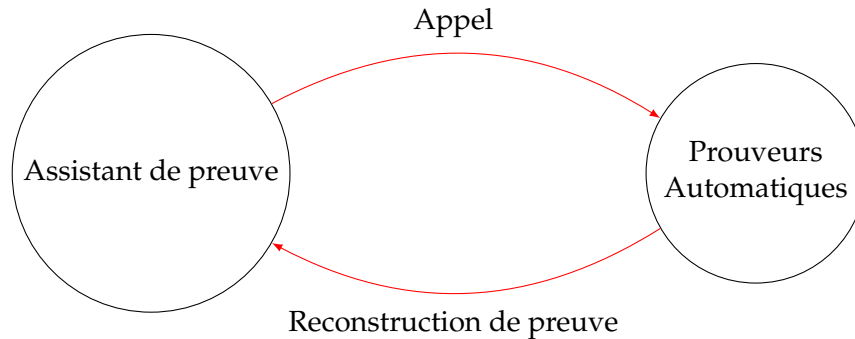 Appel
Assistant de preuve
Prouveurs
Automatiques
Reconstruction de preuve